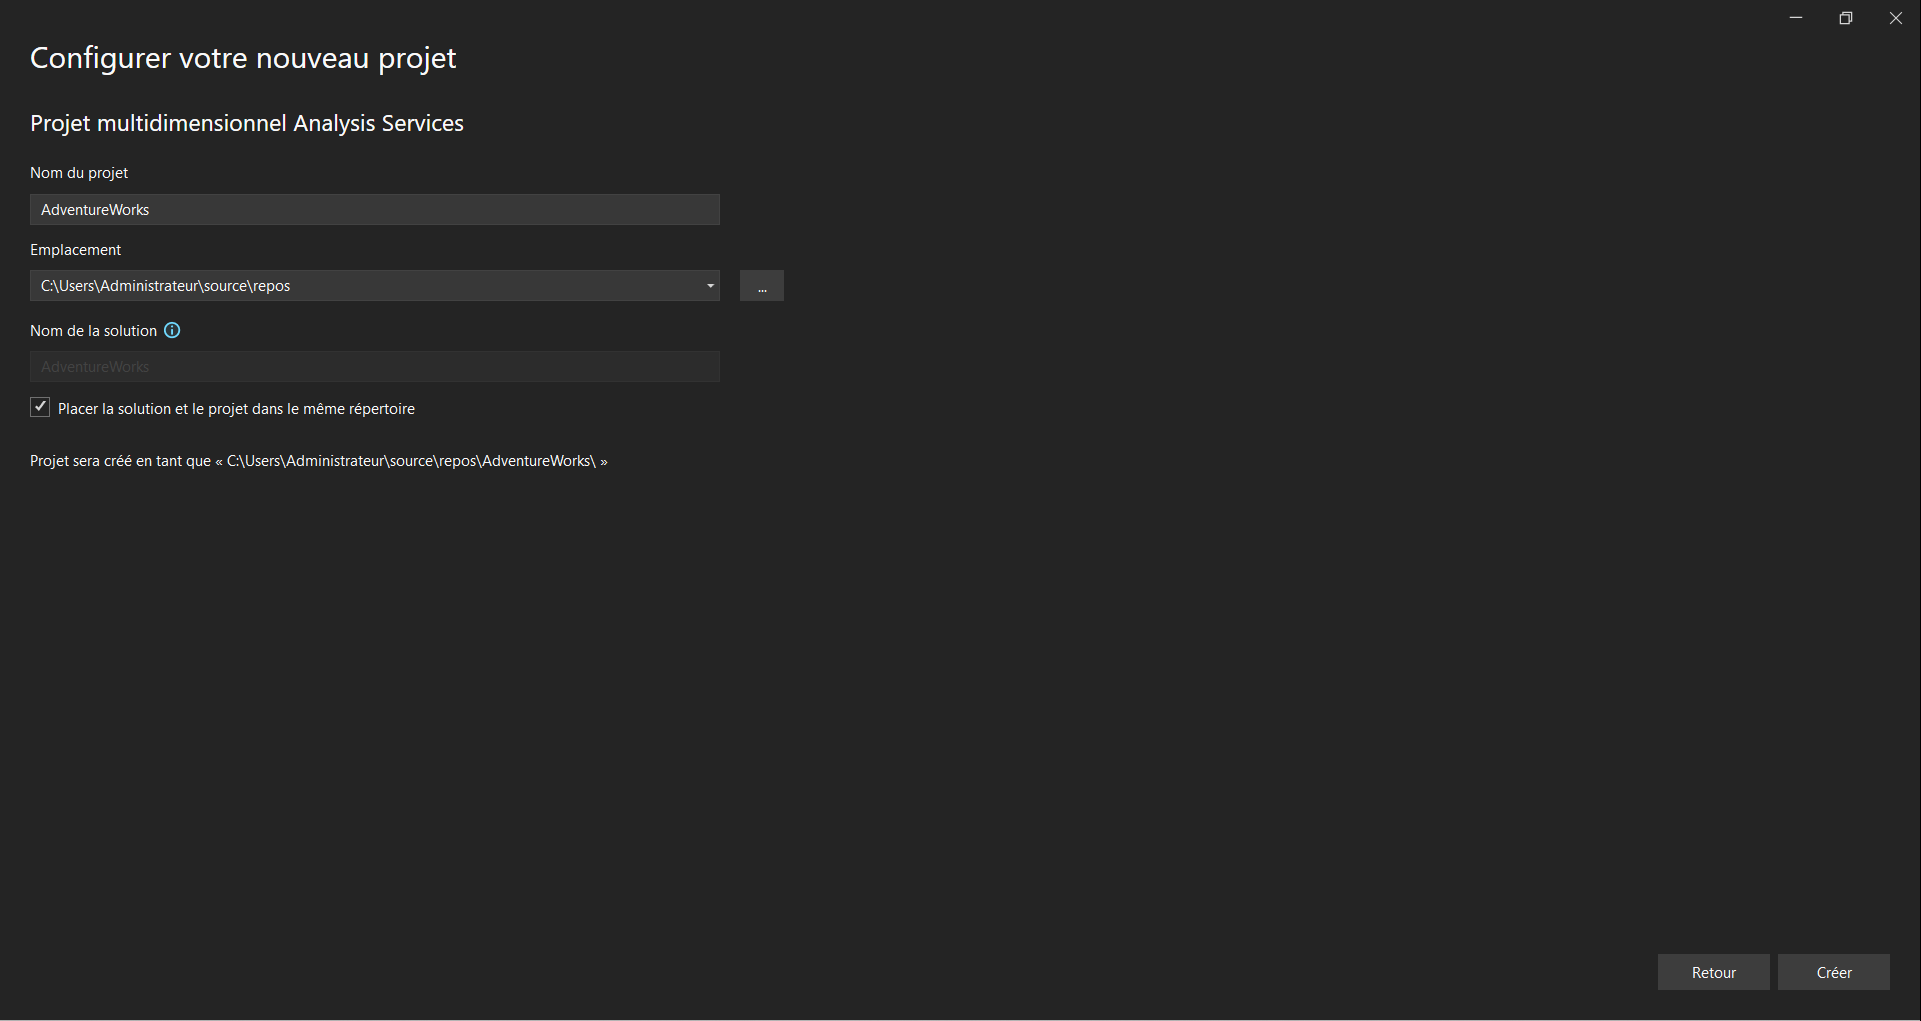 Configurer votre nouveau projet
Projet multidimensionnel Analysis Services
Nom du projet
AdventureWorks
Emplacement
C:\Users\Administrateur\source\repos
...
Nom de la solution
AdventureWorks
Placer la solution et le projet dans le même répertoire
Projet sera créé en tant que « C:\Users\Administrateur\source\repos\AdventureWorks\ »
Retour
Créer